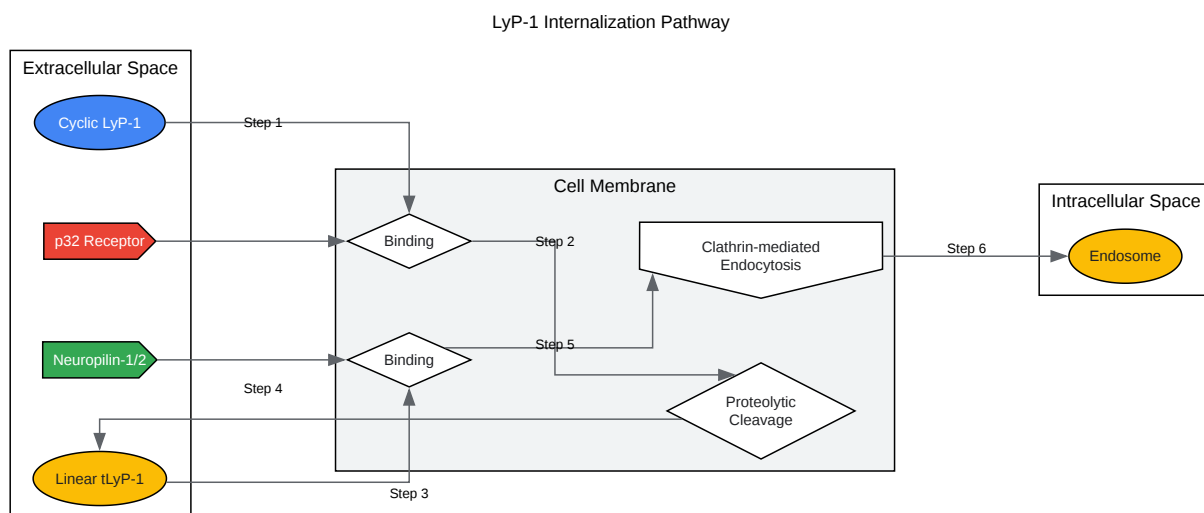 LyP-1 Internalization Pathway
Extracellular Space
Cyclic LyP-1
Step 1
Cell Membrane
p32 Receptor
Binding
Step 2
Clathrin-mediated
Endocytosis
Step 6
Intracellular Space
Endosome
Neuropilin-1/2
Binding
Step 5
Step 4
Proteolytic
Cleavage
Linear tLyP-1
Step 3